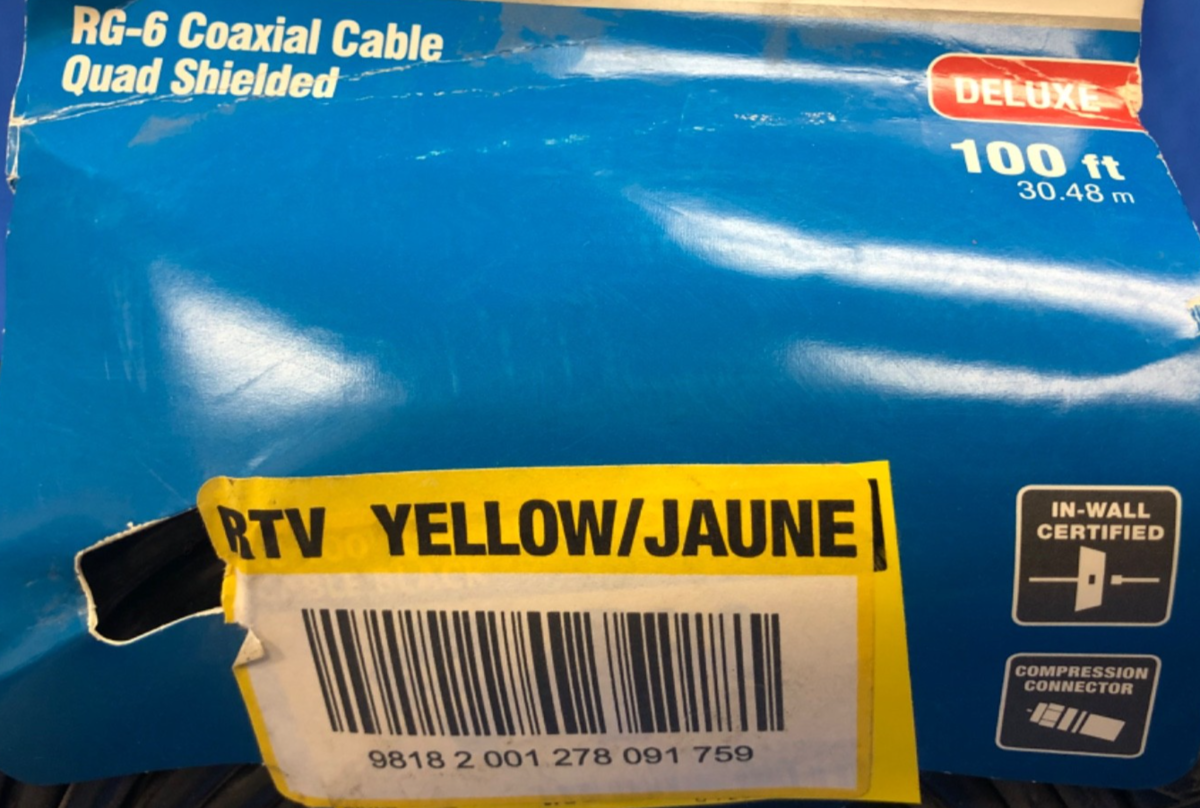 RG-6 Coaxial Cable
Quad Shielded
DELUXE
100 ft
30.48 m
RTV YELLOW/JAUNE
9818 2 001 278 091 759
IN-WALL
CERTIFIED
COMPRESSION
CONNECTOR